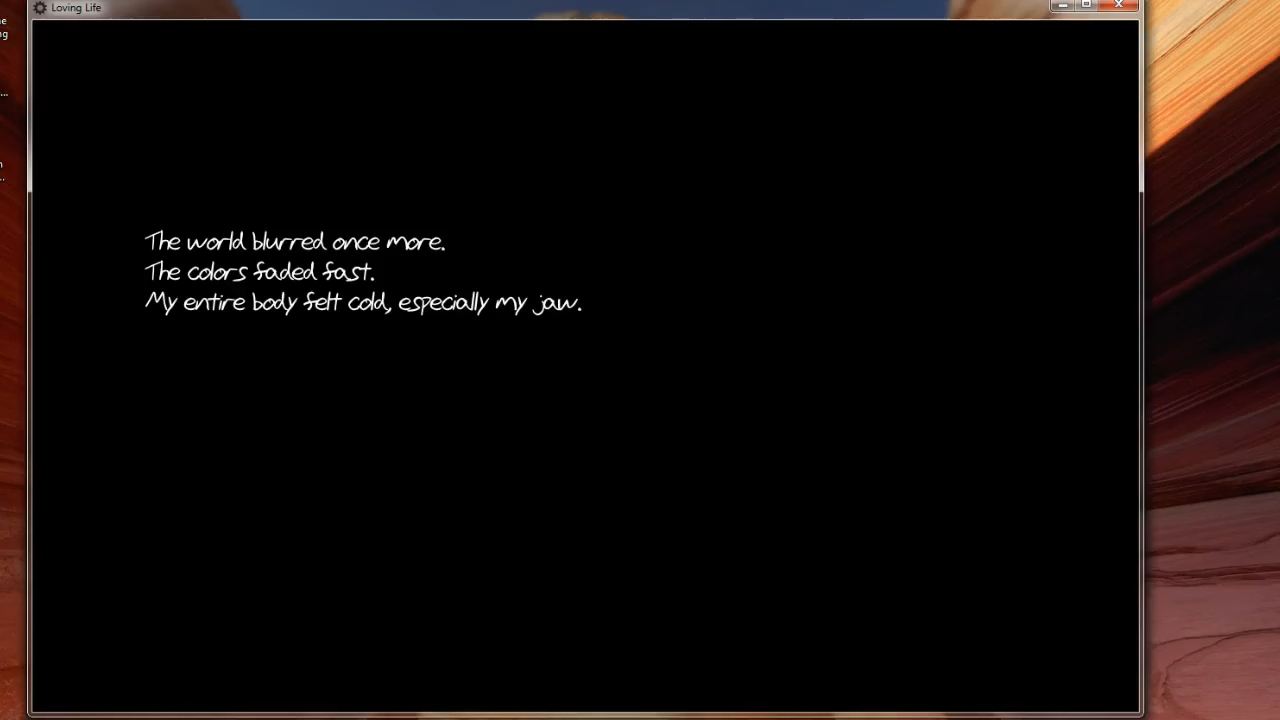 Loving Life
The world blurred once more.
The colors faded fast.
My entire body felt cold, especially my jaw.